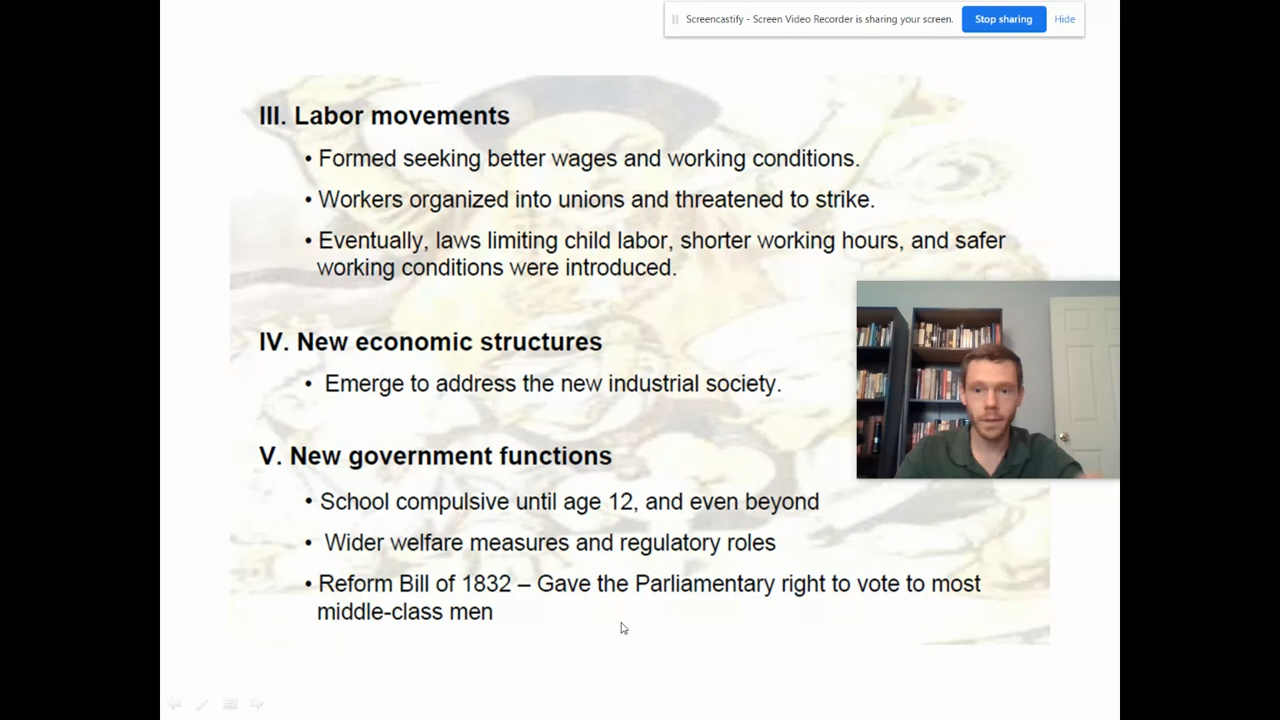 Screencastify - Screen Video Recorder is sharing your screen. Stop sharing Hide
III. Labor movements
• Formed seeking better wages and working conditions.
• Workers organized into unions and threatened to strike.
• Eventually, laws limiting child labor, shorter working hours, and safer
working conditions were introduced.
IV. New economic structures
• Emerge to address the new industrial society.
V. New government functions
• School compulsive until age 12, and even beyond
• Wider welfare measures and regulatory roles
• Reform Bill of 1832 – Gave the Parliamentary right to vote to most
middle-class men